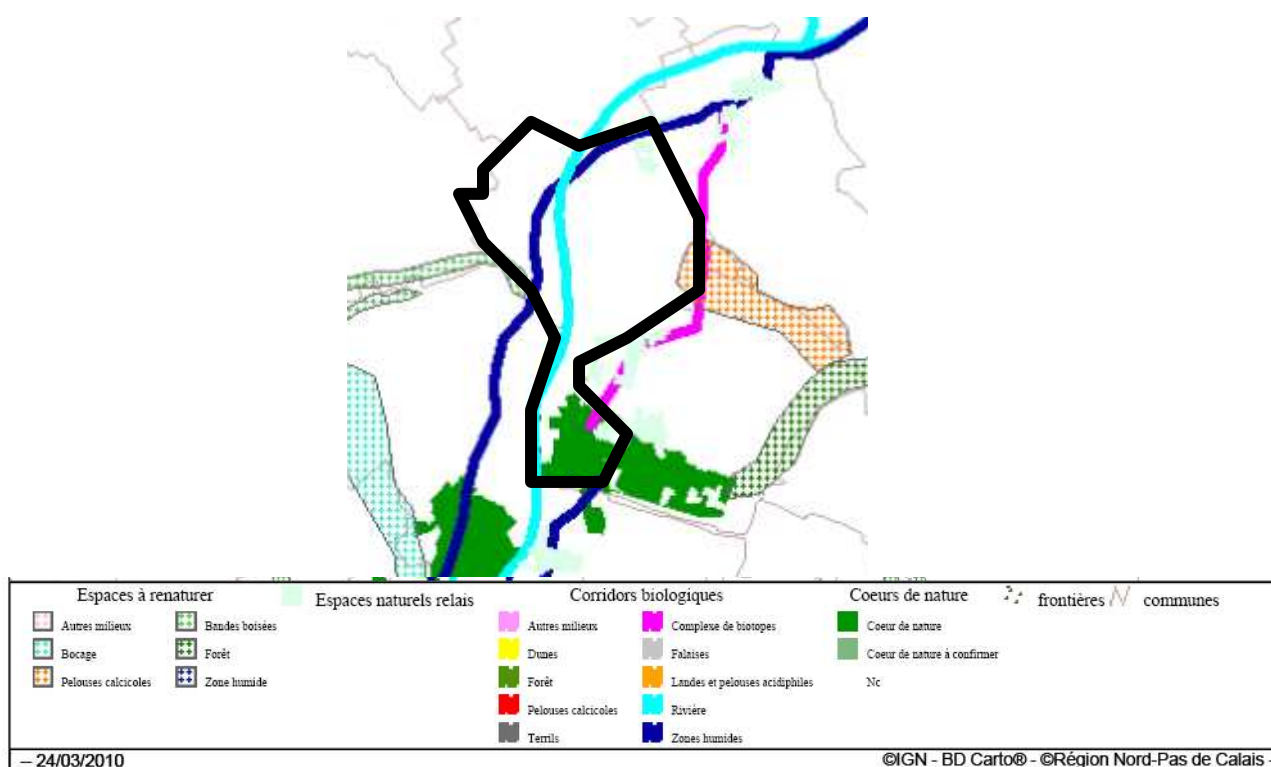 Espaces à renaturer
Autres milieux
Bocage
Pelouses calcicoles
Bandes boisées
Forêt
Zone humide
Espaces naturels relais
Corridors biologiques
Autres milieux
Dunes
Forêt
Pelouses calcicoles
Terrils
Complexe de biotopes
Falaises
Landes et pelouses acidiphiles
Rivière
Zones humides
Coeurs de nature
Coeur de nature
Coeur de nature à confirmer
Nc
frontières
communes
– 24/03/2010
©IGN - BD Carto® - ©Région Nord-Pas de Calais -